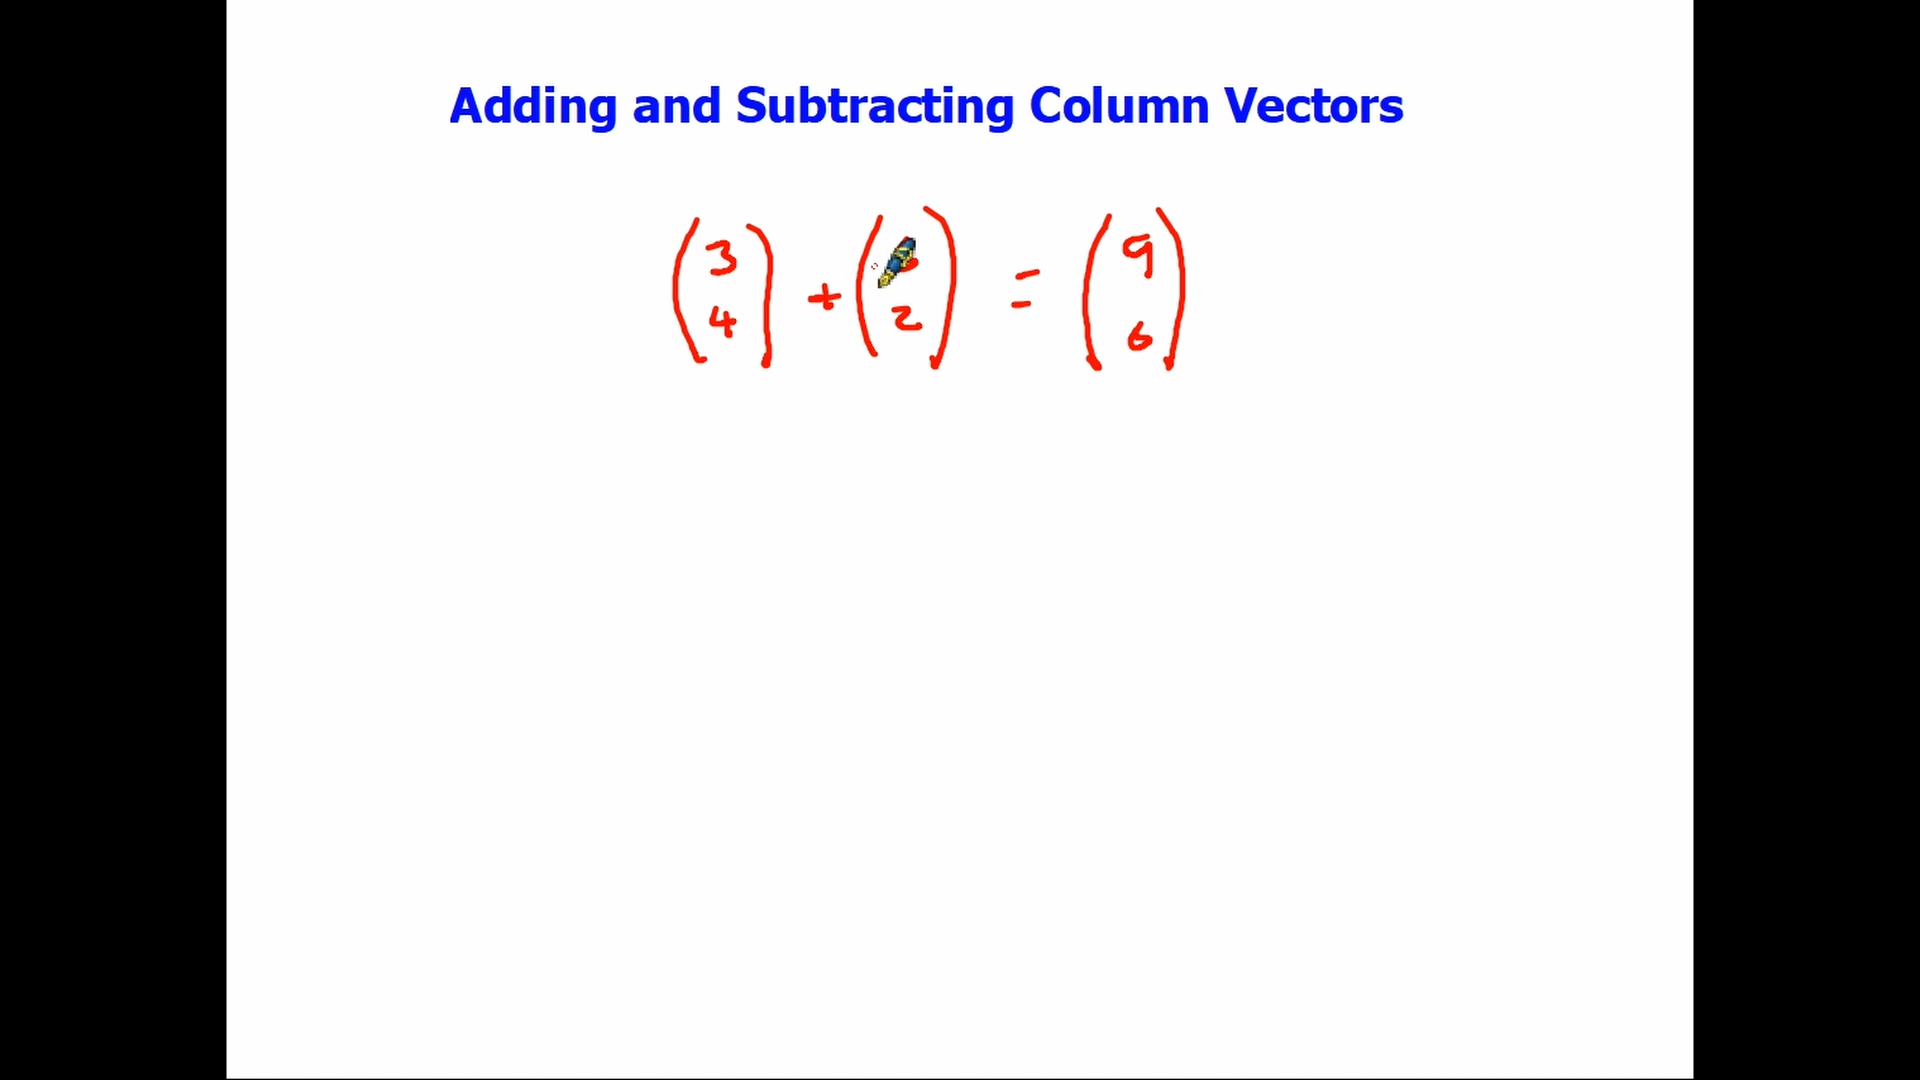 Adding and Subtracting Column Vectors
3 + = 9
4 2 6